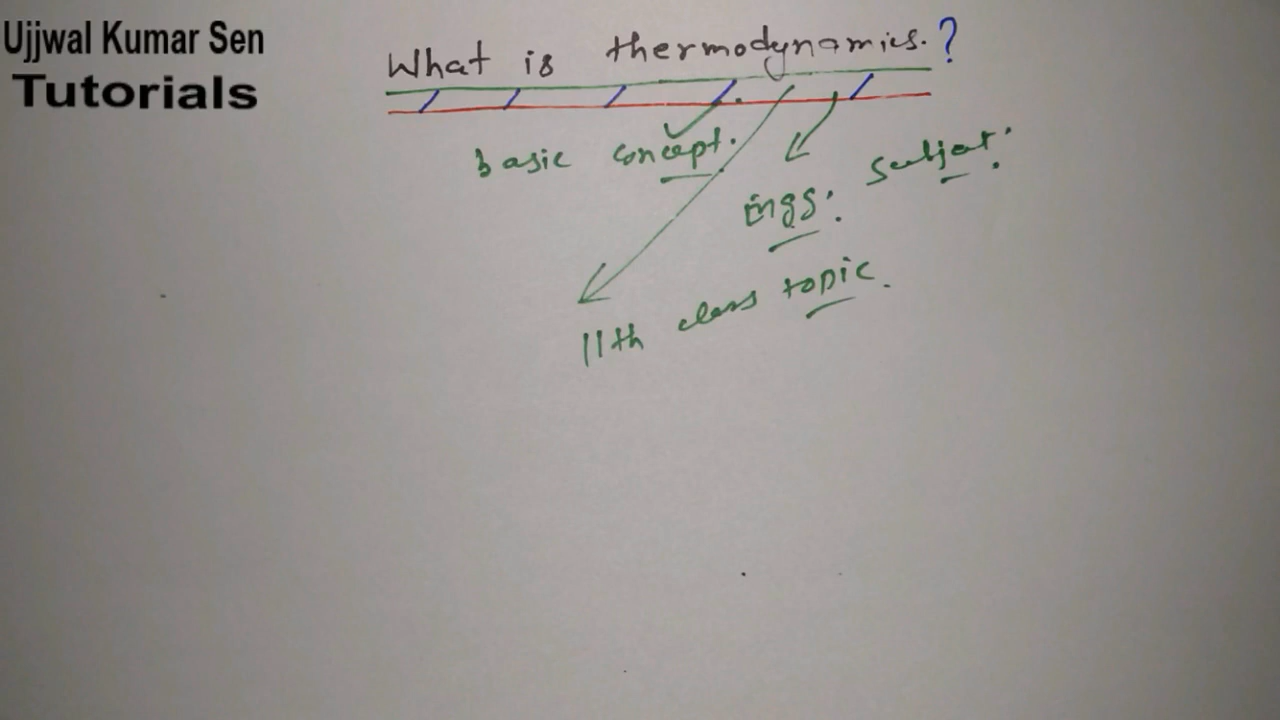 Ujjwal Kumar Sen
Tutorials
What is thermodynamics.?
basic concept.
Engg: Subject.
11th class topic.